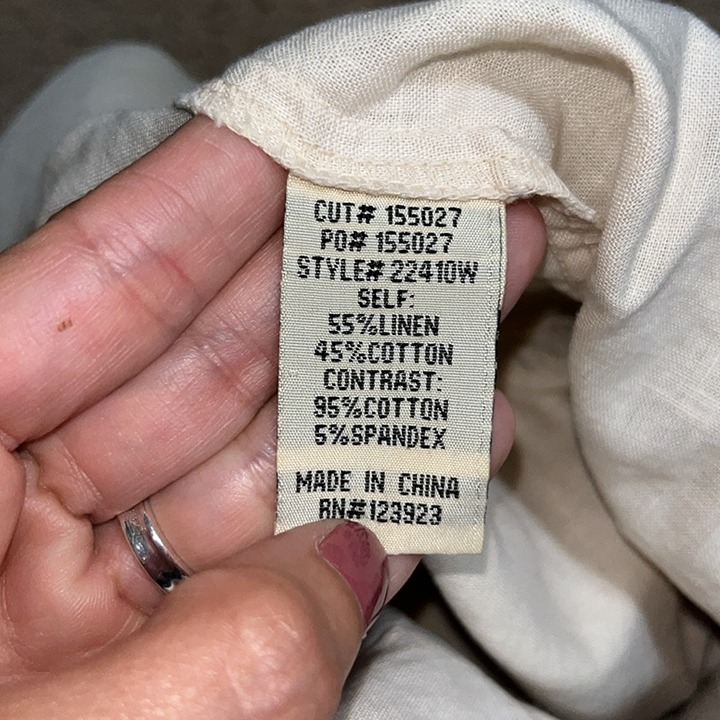 CUT# 155027
PO# 155027
STYLE# 22410W
SELF:
55%LINEN
45%COTTON
CONTRAST:
95%COTTON
5%SPANDEX
MADE IN CHINA
RN#123923